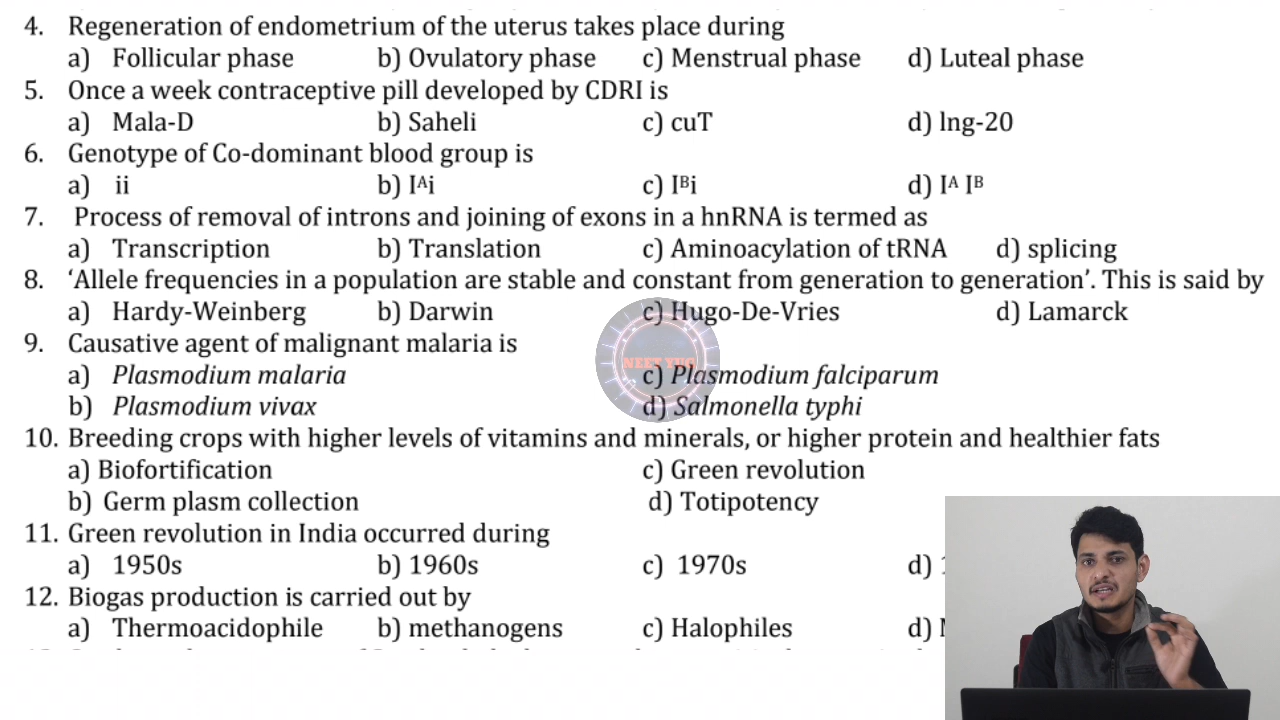 4. Regeneration of endometrium of the uterus takes place during
a) Follicular phase b) Ovulatory phase c) Menstrual phase d) Luteal phase
5. Once a week contraceptive pill developed by CDRI is
a) Mala-D b) Saheli c) cuT d) lng-20
6. Genotype of Co-dominant blood group is
a) ii b) Iᴬi c) Iᴮi d) Iᴬ Iᴮ
7. Process of removal of introns and joining of exons in a hnRNA is termed as
a) Transcription b) Translation c) Aminoacylation of tRNA d) splicing
8. ‘Allele frequencies in a population are stable and constant from generation to generation’. This is said by
a) Hardy-Weinberg b) Darwin c) Hugo-De-Vries d) Lamarck
9. Causative agent of malignant malaria is
a) Plasmodium malaria c) Plasmodium falciparum
b) Plasmodium vivax d) Salmonella typhi
NEET YUG
10. Breeding crops with higher levels of vitamins and minerals, or higher protein and healthier fats
a) Biofortification c) Green revolution
b) Germ plasm collection d) Totipotency
11. Green revolution in India occurred during
a) 1950s b) 1960s c) 1970s d)
12. Biogas production is carried out by
a) Thermoacidophile b) methanogens c) Halophiles d)